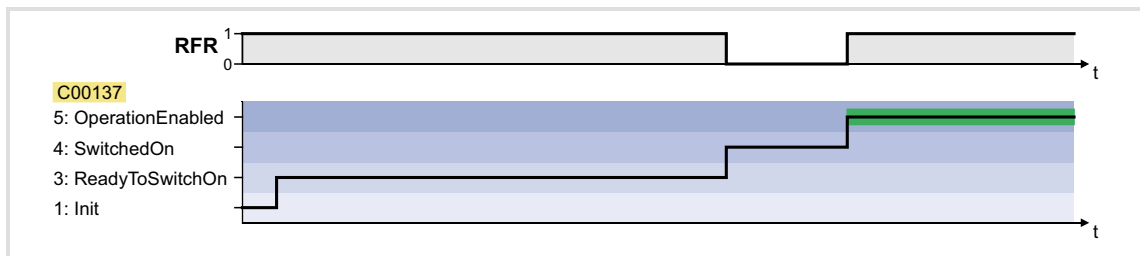 1
RFR
0
t
C00137
5: OperationEnabled
4: SwitchedOn
3: ReadyToSwitchOn
1: Init
t